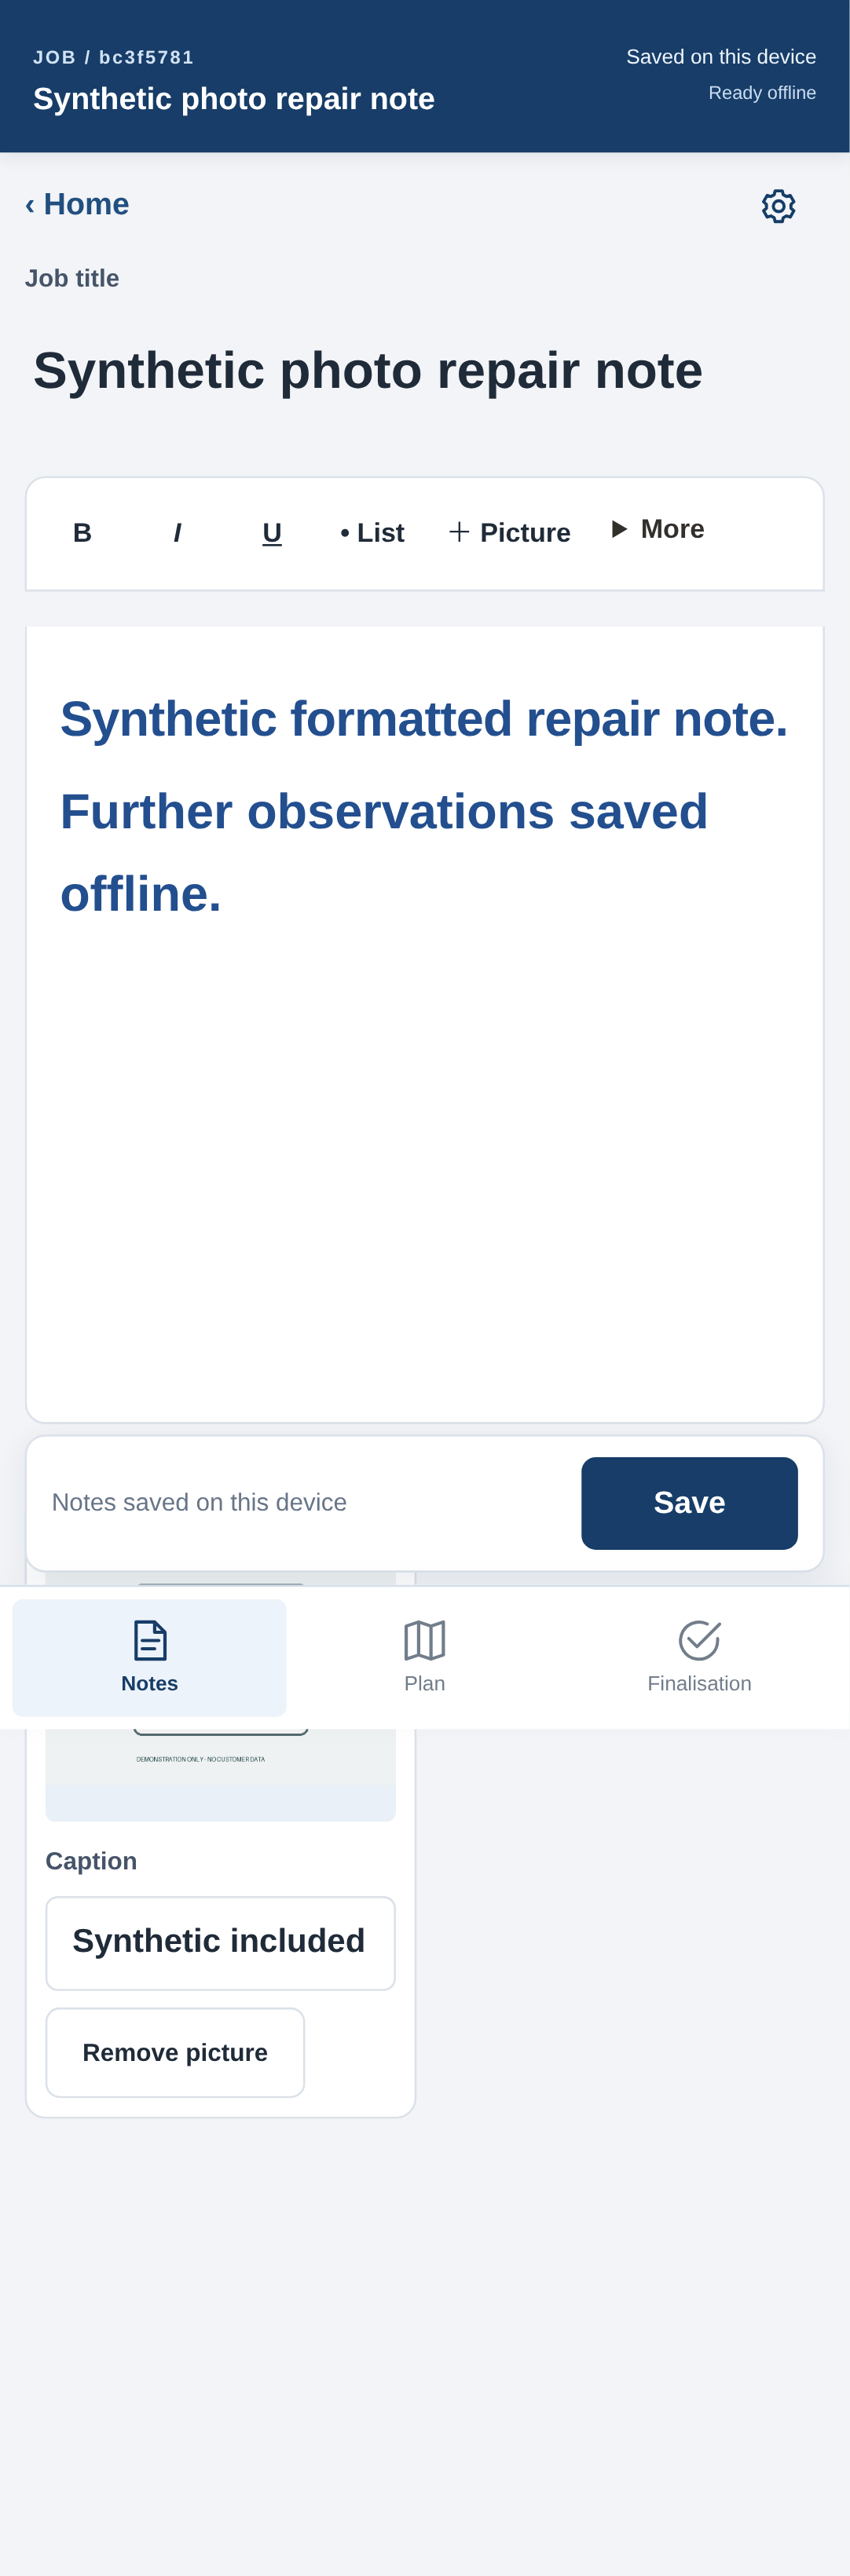 JOB / bc3f5781
Saved on this device
Synthetic photo repair note
Ready offline
‹ Home
Job title
Synthetic photo repair note
B I U • List + Picture ▶ More
Synthetic formatted repair note.
Further observations saved
offline.
Notes saved on this device
Save
Notes
Plan
Finalisation
DEMONSTRATION ONLY - NO CUSTOMER DATA
Caption
Synthetic included
Remove picture